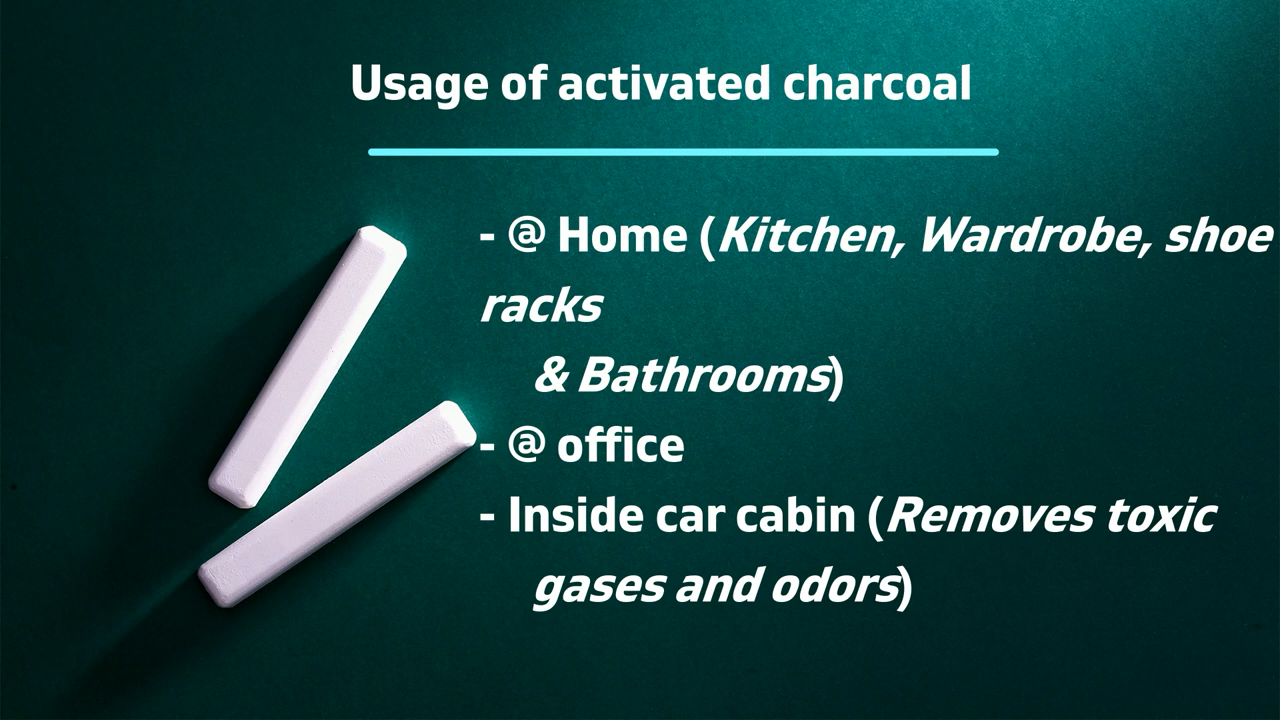 Usage of activated charcoal
- @ Home (Kitchen, Wardrobe, shoe
racks
& Bathrooms)
- @ office
- Inside car cabin (Removes toxic
gases and odors)